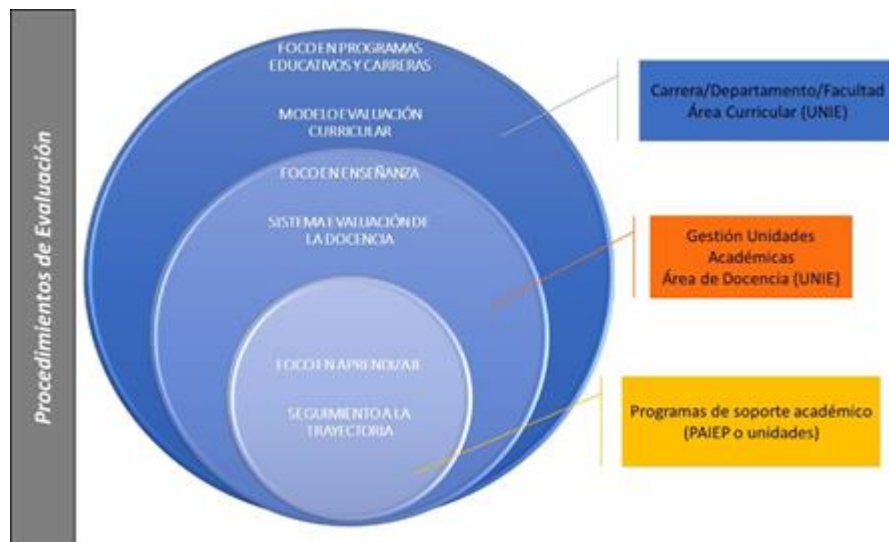 Procedimientos de Evaluación
FOCO EN PROGRAMAS
EDUCATIVOS Y CARRERAS
MODELO EVALUACIÓN
CURRICULAR
FOCO EN ENSEÑANZA
SISTEMA EVALUACIÓN DE
LA DOCENCIA
FOCO EN APRENDIZAJE
SEGUIMIENTO A LA
TRAYECTORIA
Carrera/Departamento/Facultad
Área Curricular (UNIE)
Gestión Unidades
Académicas
Área de Docencia (UNIE)
Programas de soporte académico
(PAIEP o unidades)